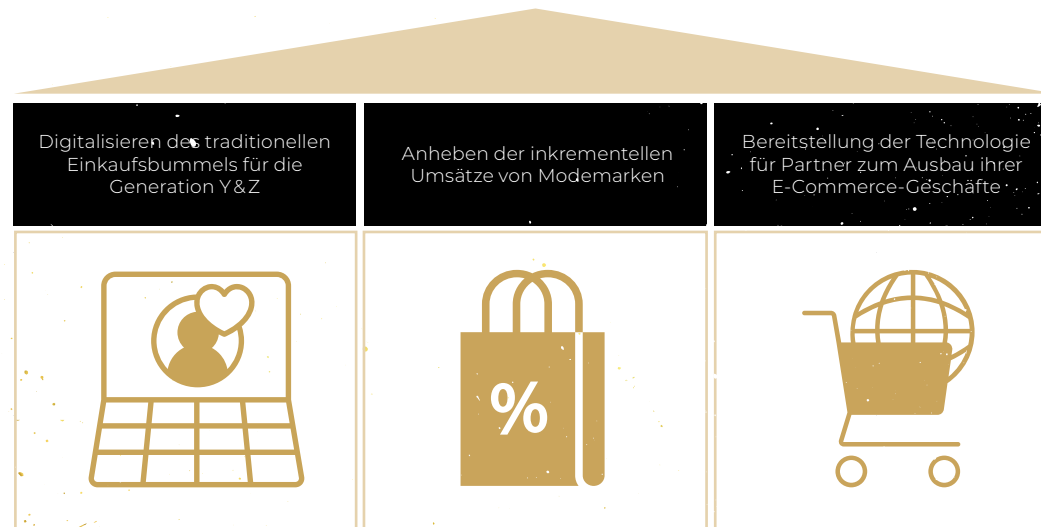 Digitalisieren des traditionellen
Einkaufsbummels für die
Generation Y & Z
Anheben der inkrementellen
Umsätze von Modemarken
Bereitstellung der Technologie
für Partner zum Ausbau ihrer
E-Commerce-Geschäfte
%